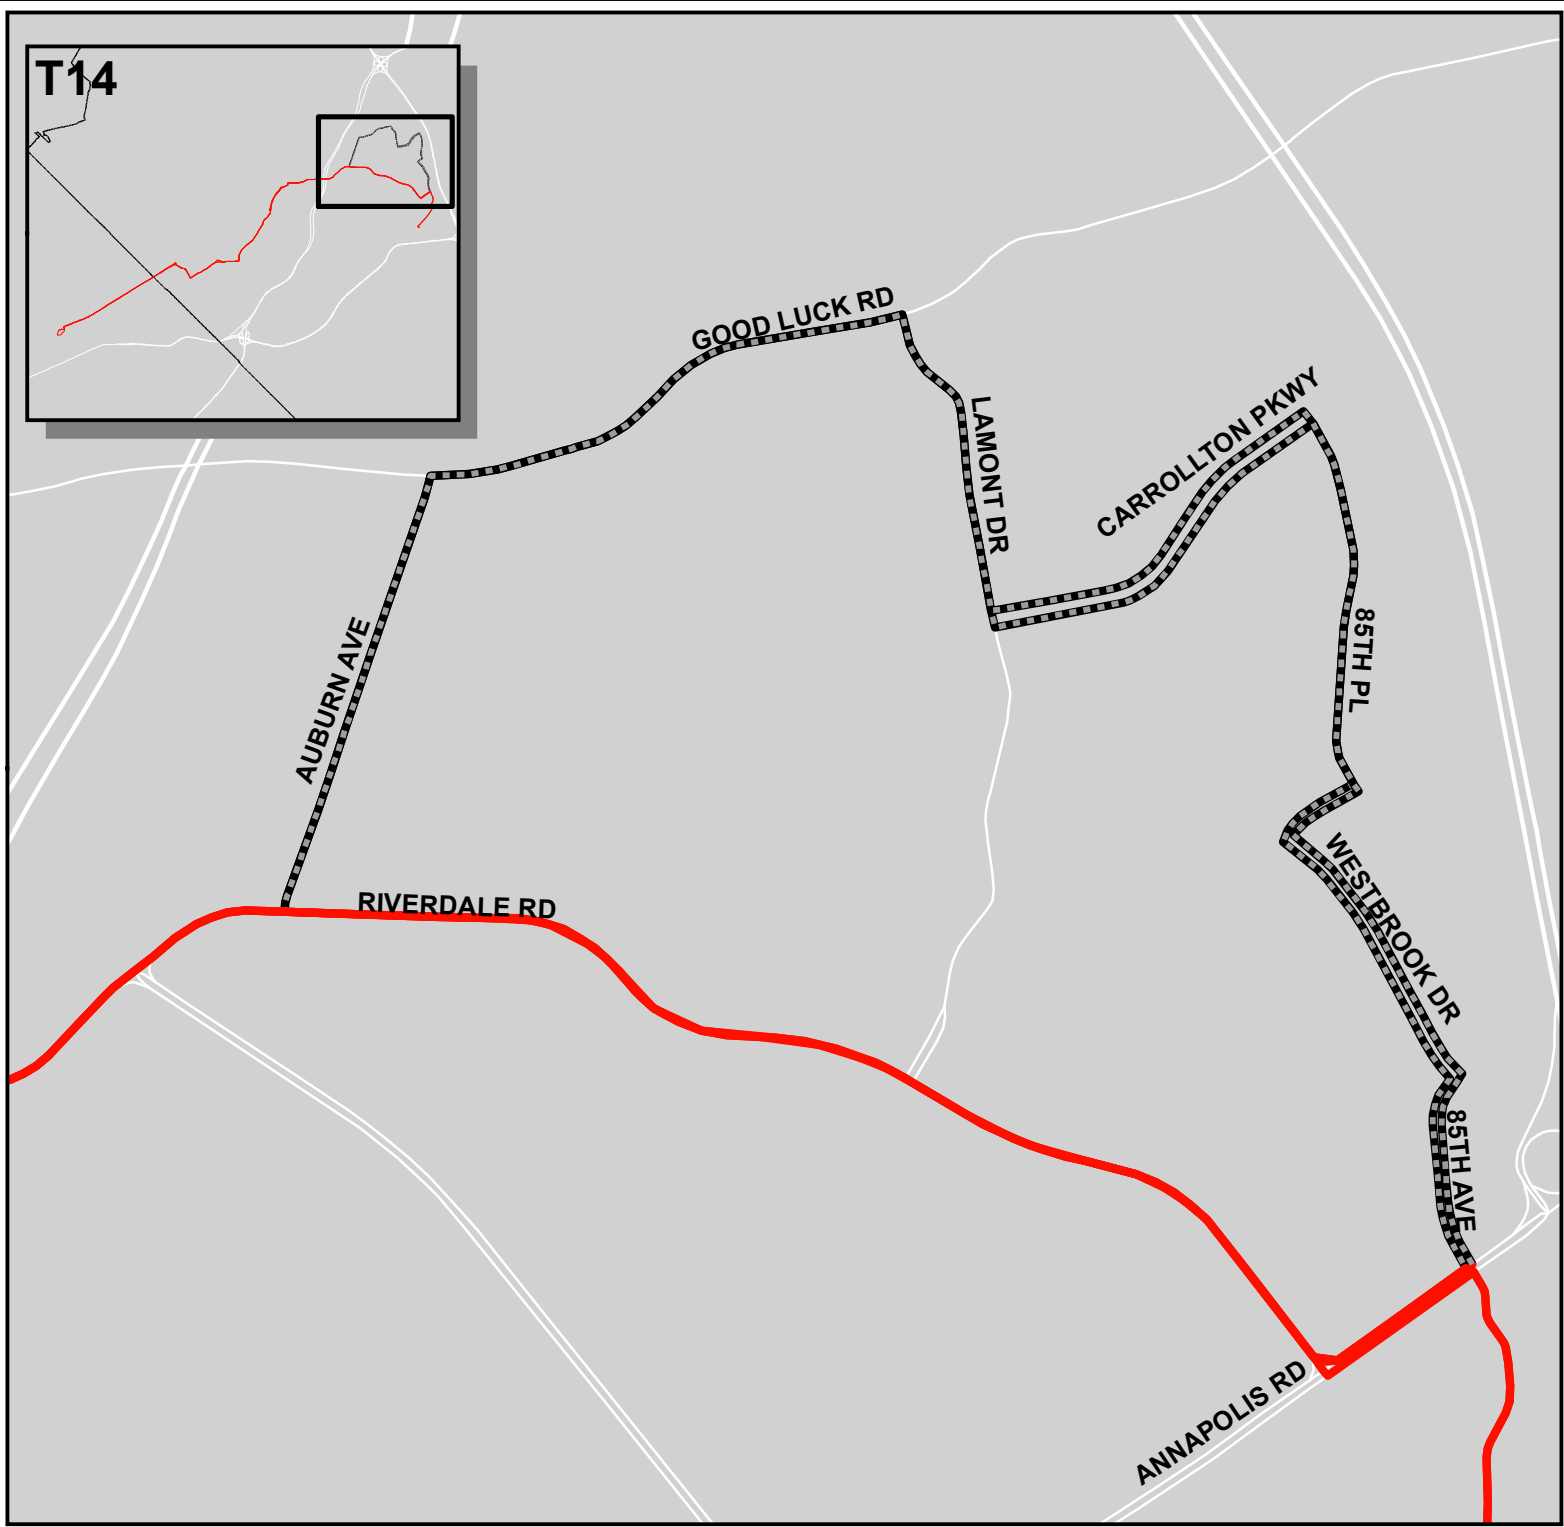 T14
GOOD LUCK RD
LAMONT DR
CARROLLTON PKWY
85TH PL
AUBURN AVE
WESTBROOK DR
RIVERDALE RD
85TH AVE
ANNAPOLIS RD